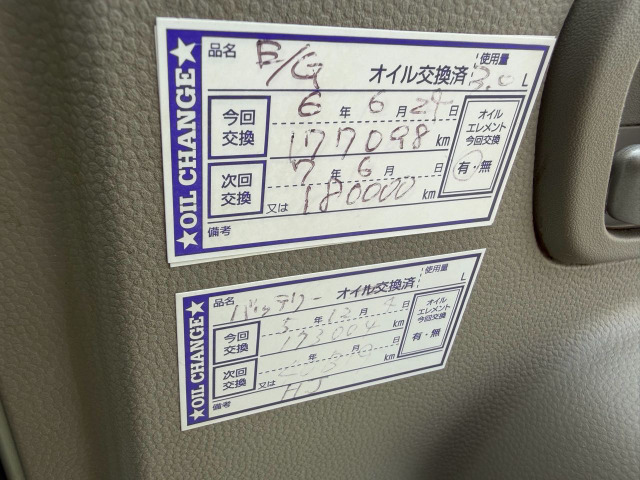 ★OIL CHANGE★
品名 E/G オイル交換済 使用量 3.0 L
今回交換 6 年 6 月 24 日
177098 km
次回交換 7 年 6 月 日
又は 180000 km
オイルエレメント今回交換
有・無
備考
★OIL CHANGE★
品名 バッテリー オイル交換済 使用量 L
今回交換 5 年 12 月 日
173004 km
次回交換 年 月 日
又は km
オイルエレメント今回交換
有・無
備考